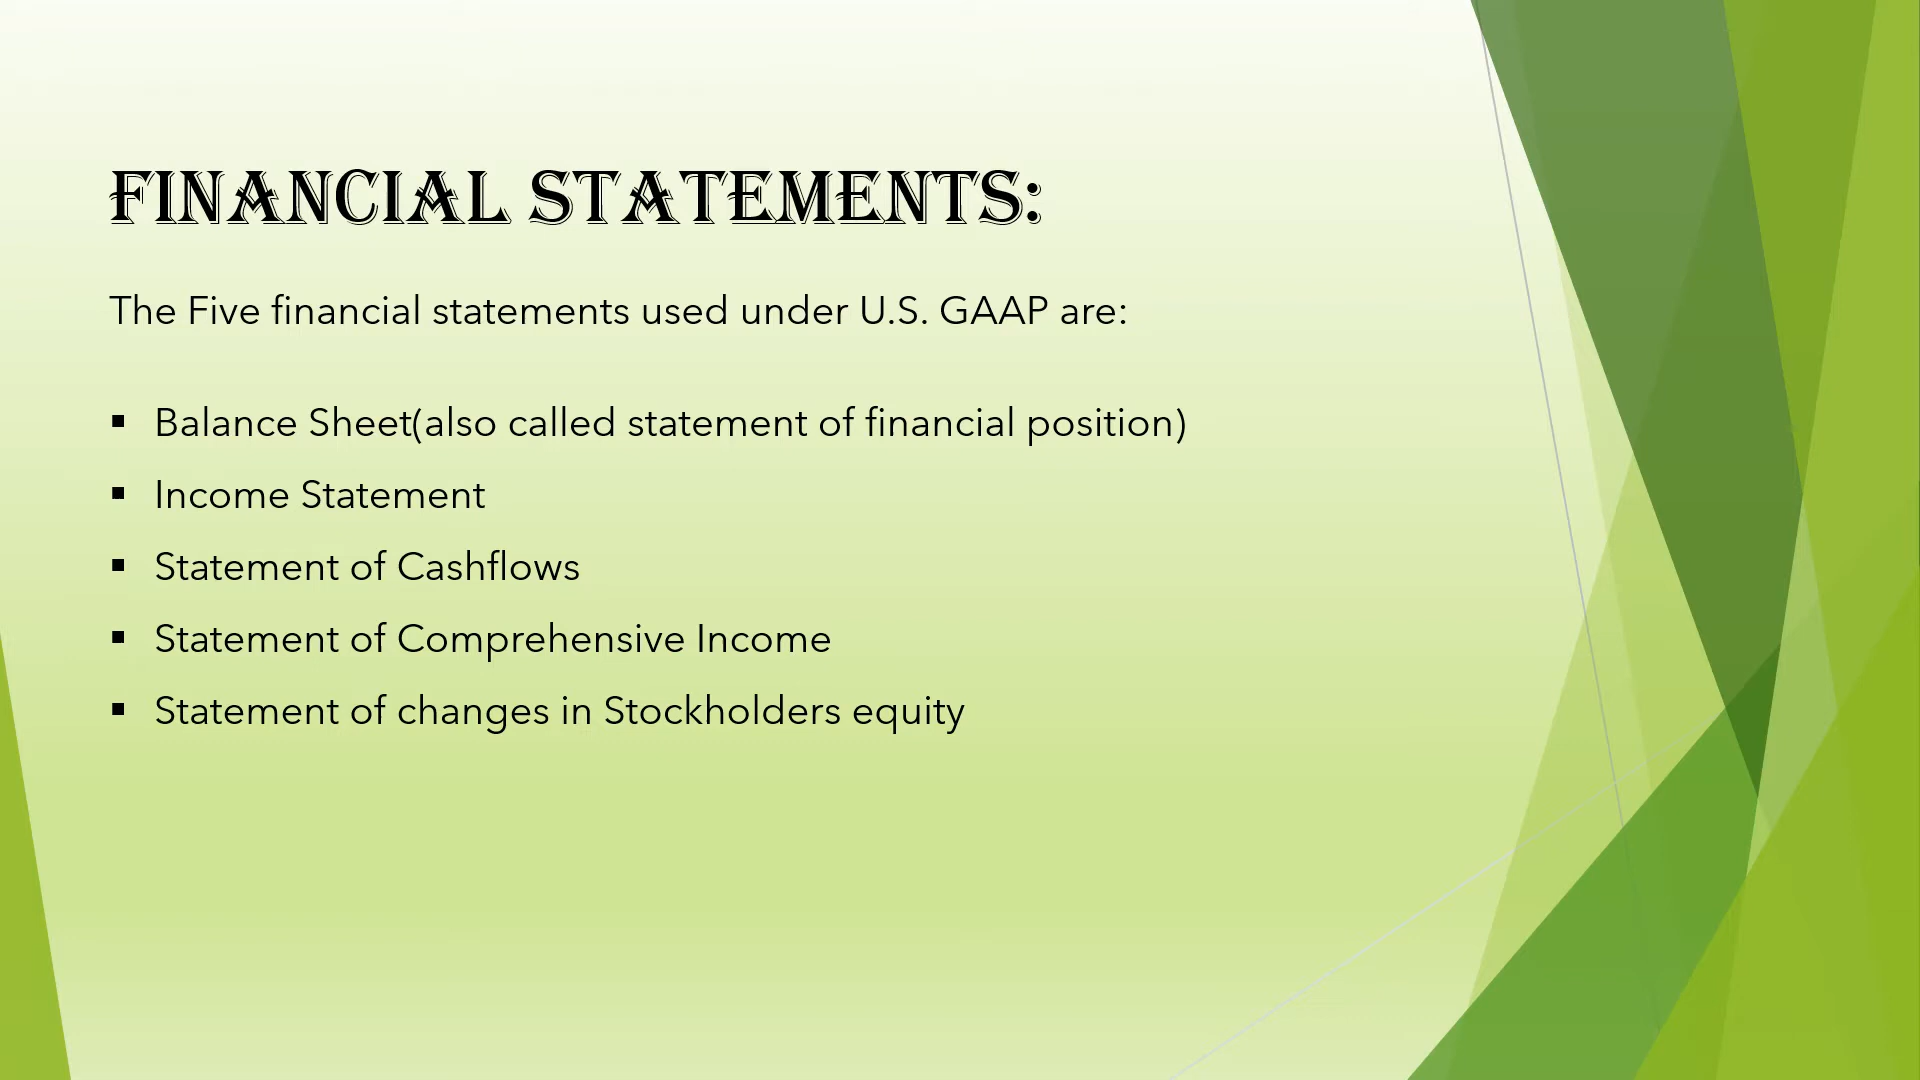 FINANCIAL STATEMENTS:
The Five financial statements used under U.S. GAAP are:
▪ Balance Sheet(also called statement of financial position)
▪ Income Statement
▪ Statement of Cashflows
▪ Statement of Comprehensive Income
▪ Statement of changes in Stockholders equity